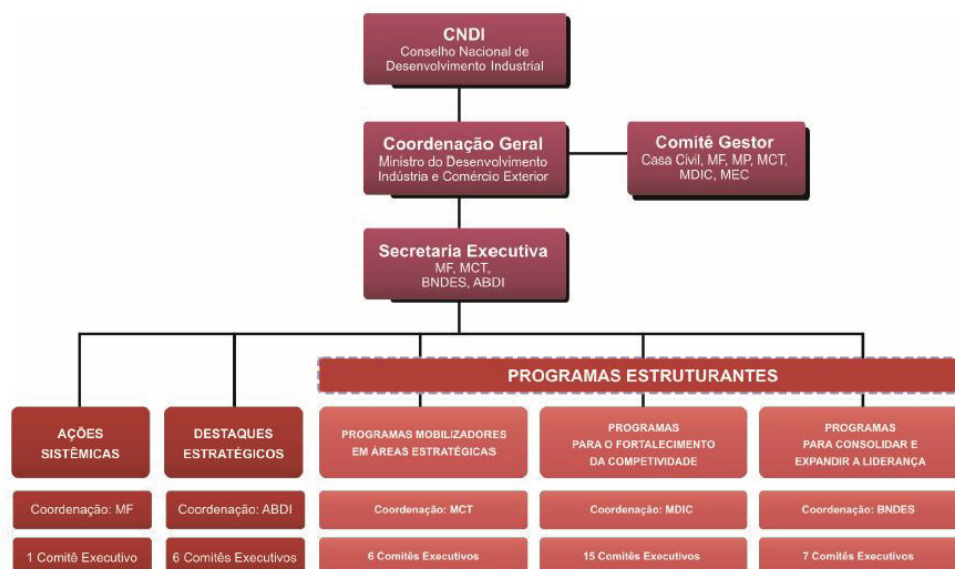 CNDI
Conselho Nacional de
Desenvolvimento Industrial
Coordenação Geral
Ministro do Desenvolvimento
Indústria e Comércio Exterior
Comitê Gestor
Casa Civil, MF, MP, MCT,
MDIC, MEC
Secretaria Executiva
MF, MCT,
BNDES, ABDI
PROGRAMAS ESTRUTURANTES
AÇÕES
SISTÊMICAS
DESTAQUES
ESTRATÉGICOS
PROGRAMAS MOBILIZADORES
EM ÁREAS ESTRATÉGICAS
PROGRAMAS
PARA O FORTALECIMENTO
DA COMPETIVIDADE
PROGRAMAS
PARA CONSOLIDAR E
EXPANDIR A LIDERANÇA
Coordenação: MF
Coordenação: ABDI
Coordenação: MCT
Coordenação: MDIC
Coordenação: BNDES
1 Comitê Executivo
6 Comitês Executivos
6 Comitês Executivos
15 Comitês Executivos
7 Comitês Executivos